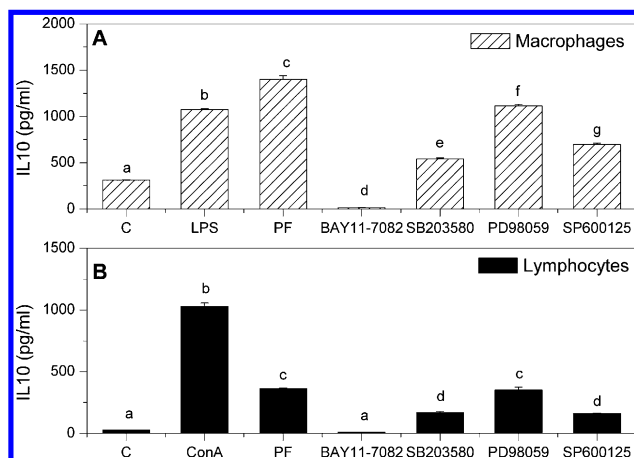 A
Macrophages
IL10 (pg/ml)
2000
1500
1000
500
0
a
b
c
d
e
f
g
C LPS PF BAY11-7082 SB203580 PD98059 SP600125
B
Lymphocytes
IL10 (pg/ml)
1500
1000
500
0
a
b
c
a
d
c
d
C ConA PF BAY11-7082 SB203580 PD98059 SP600125